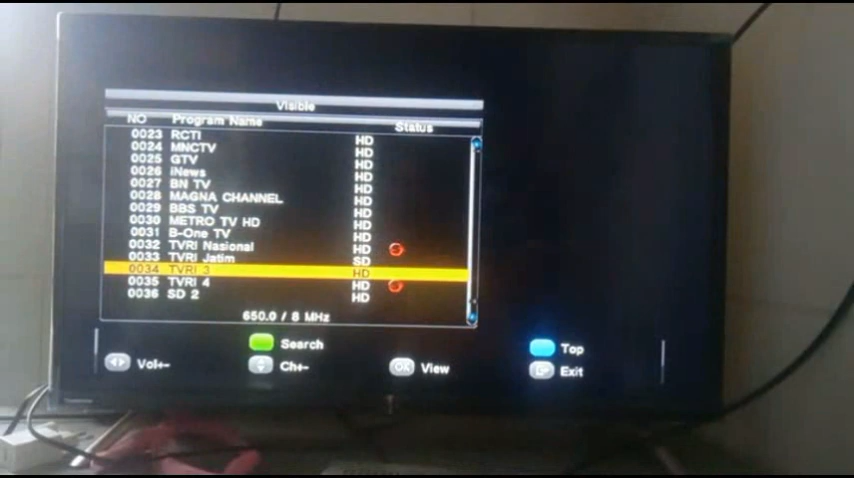 Visible
NO Program Name Status
0023 RCTI HD
0024 MNCTV HD
0025 GTV HD
0026 iNews HD
0027 BN TV HD
0028 MAGNA CHANNEL HD
0029 BBS TV HD
0030 METRO TV HD HD
0031 B-One TV HD
0032 TVRI Nasional HD
0033 TVRI Jatim SD
0034 TVRI 3 HD
0035 TVRI 4 HD
0036 SD 2 HD
650.0 / 8 MHz
Search Top
Vol+- Ch+- OK View Exit